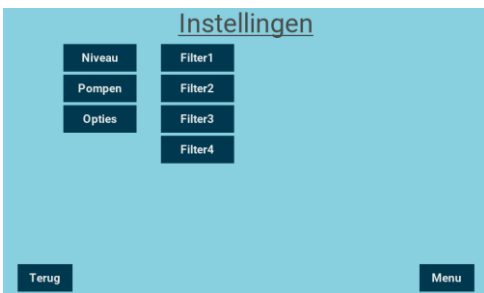 Instellingen
Niveau
Filter1
Pompen
Filter2
Opties
Filter3
Filter4
Terug
Menu